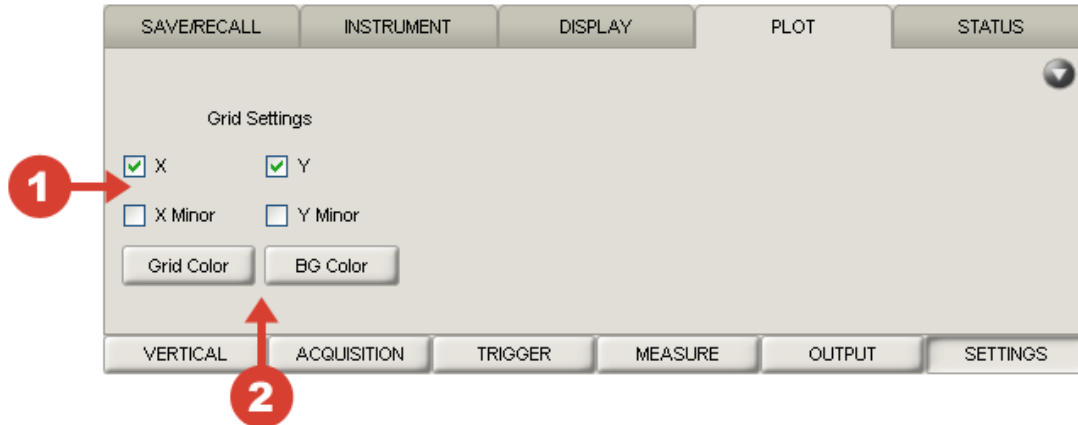 SAVE/RECALL INSTRUMENT DISPLAY PLOT STATUS
Grid Settings
X Y
1
X Minor Y Minor
Grid Color BG Color
VERTICAL ACQUISITION TRIGGER MEASURE OUTPUT SETTINGS
2